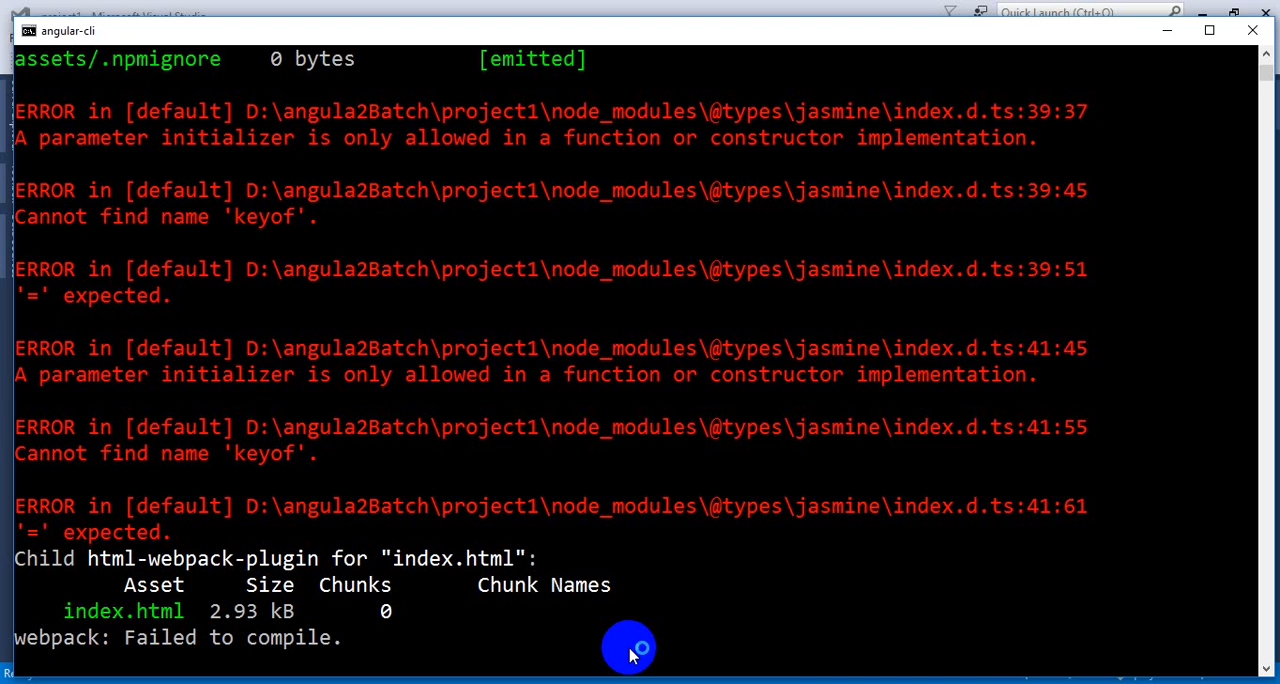 project1 - Microsoft Visual Studio
Quick Launch (Ctrl+Q)
angular-cli
assets/.npmignore    0 bytes          [emitted]
ERROR in [default] D:\angula2Batch\project1\node_modules\@types\jasmine\index.d.ts:39:37
A parameter initializer is only allowed in a function or constructor implementation.
ERROR in [default] D:\angula2Batch\project1\node_modules\@types\jasmine\index.d.ts:39:45
Cannot find name 'keyof'.
ERROR in [default] D:\angula2Batch\project1\node_modules\@types\jasmine\index.d.ts:39:51
'=' expected.
ERROR in [default] D:\angula2Batch\project1\node_modules\@types\jasmine\index.d.ts:41:45
A parameter initializer is only allowed in a function or constructor implementation.
ERROR in [default] D:\angula2Batch\project1\node_modules\@types\jasmine\index.d.ts:41:55
Cannot find name 'keyof'.
ERROR in [default] D:\angula2Batch\project1\node_modules\@types\jasmine\index.d.ts:41:61
'=' expected.
Child html-webpack-plugin for "index.html":
Asset     Size  Chunks       Chunk Names
index.html  2.93 kB       0
webpack: Failed to compile.